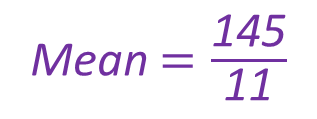 Mean = 145/11